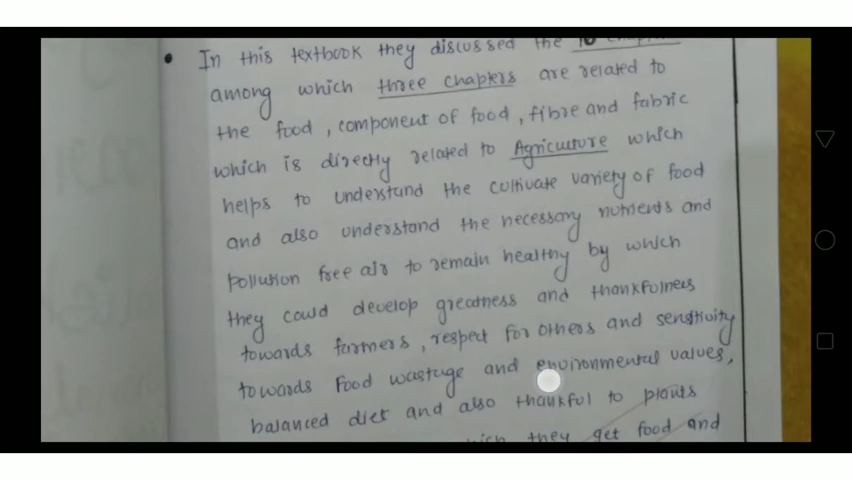 • In this textbook they discussed the 10
among which three chapters are related to
the food, component of food, fibre and fabric
which is directly related to Agriculture which
helps to understand the cultivate variety of food
and also understand the necessary nutrients and
pollution free air to remain healthy by which
they could develop greatness and thankfulness
towards farmers, respect for others and sensitivity
towards Food wastage and environmental values,
balanced diet and also thankful to plants
they get food and